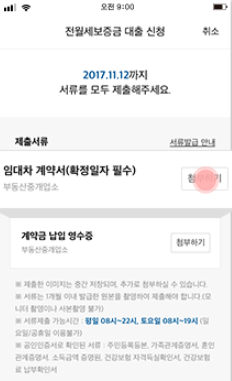 오전 9:00
전월세보증금 대출 신청
취소
2017.11.12까지
서류를 모두 제출해주세요.
제출서류
서류발급 안내
임대차 계약서(확정일자 필수)
부동산중개업소
첨부하기
계약금 납입 영수증
부동산중개업소
첨부하기
※ 제출한 이미지는 중간 저장되며, 추가로 첨부하실 수 있습니다.
※ 서류는 1개월 이내 발급한 원본을 촬영하여 제출해야 합니다.(모
니터 촬영이나 사본촬영 불가)
※ 서류제출 가능시간 : 평일 08시~22시, 토요일 08시~19시 (일
요일/공휴일 이용불가)
※ 공인인증서로 확인된 서류 : 주민등록등본, 가족관계증명서, 혼인
관계증명서, 소득금액 증명원, 건강보험 자격득실확인서, 건강보험
료 납부확인서